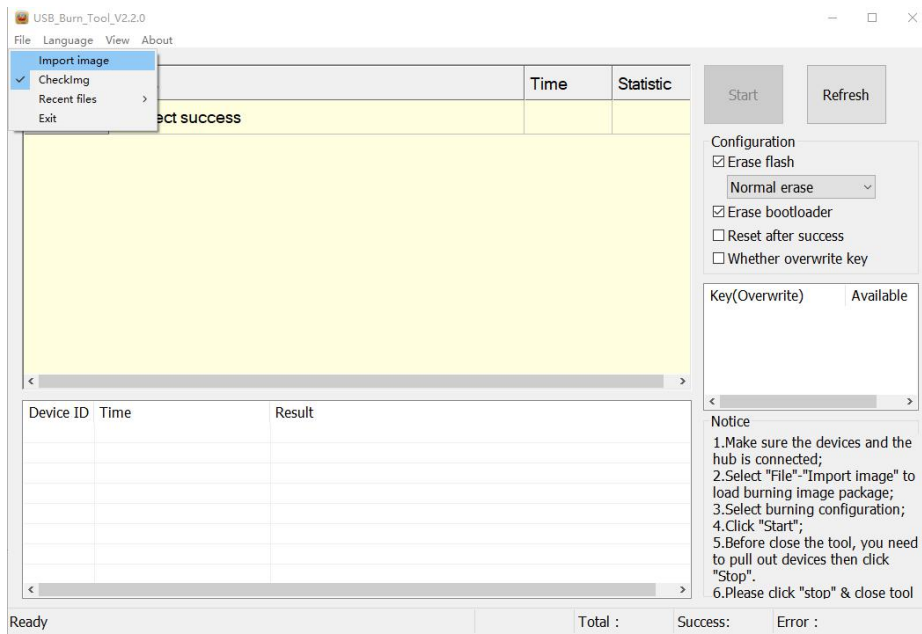 USB_Burn_Tool_V2.2.0
File Language View About
Import image
CheckImg
Recent files
Exit
Time Statistic
ect success
Start Refresh
Configuration
Erase flash
Normal erase
Erase bootloader
Reset after success
Whether overwrite key
Key(Overwrite) Available
Device ID Time Result
Notice
1.Make sure the devices and the
hub is connected;
2.Select "File"-"Import image" to
load burning image package;
3.Select burning configuration;
4.Click "Start";
5.Before close the tool, you need
to pull out devices then click
"Stop".
6.Please click "stop" & close tool
Ready Total : Success: Error :